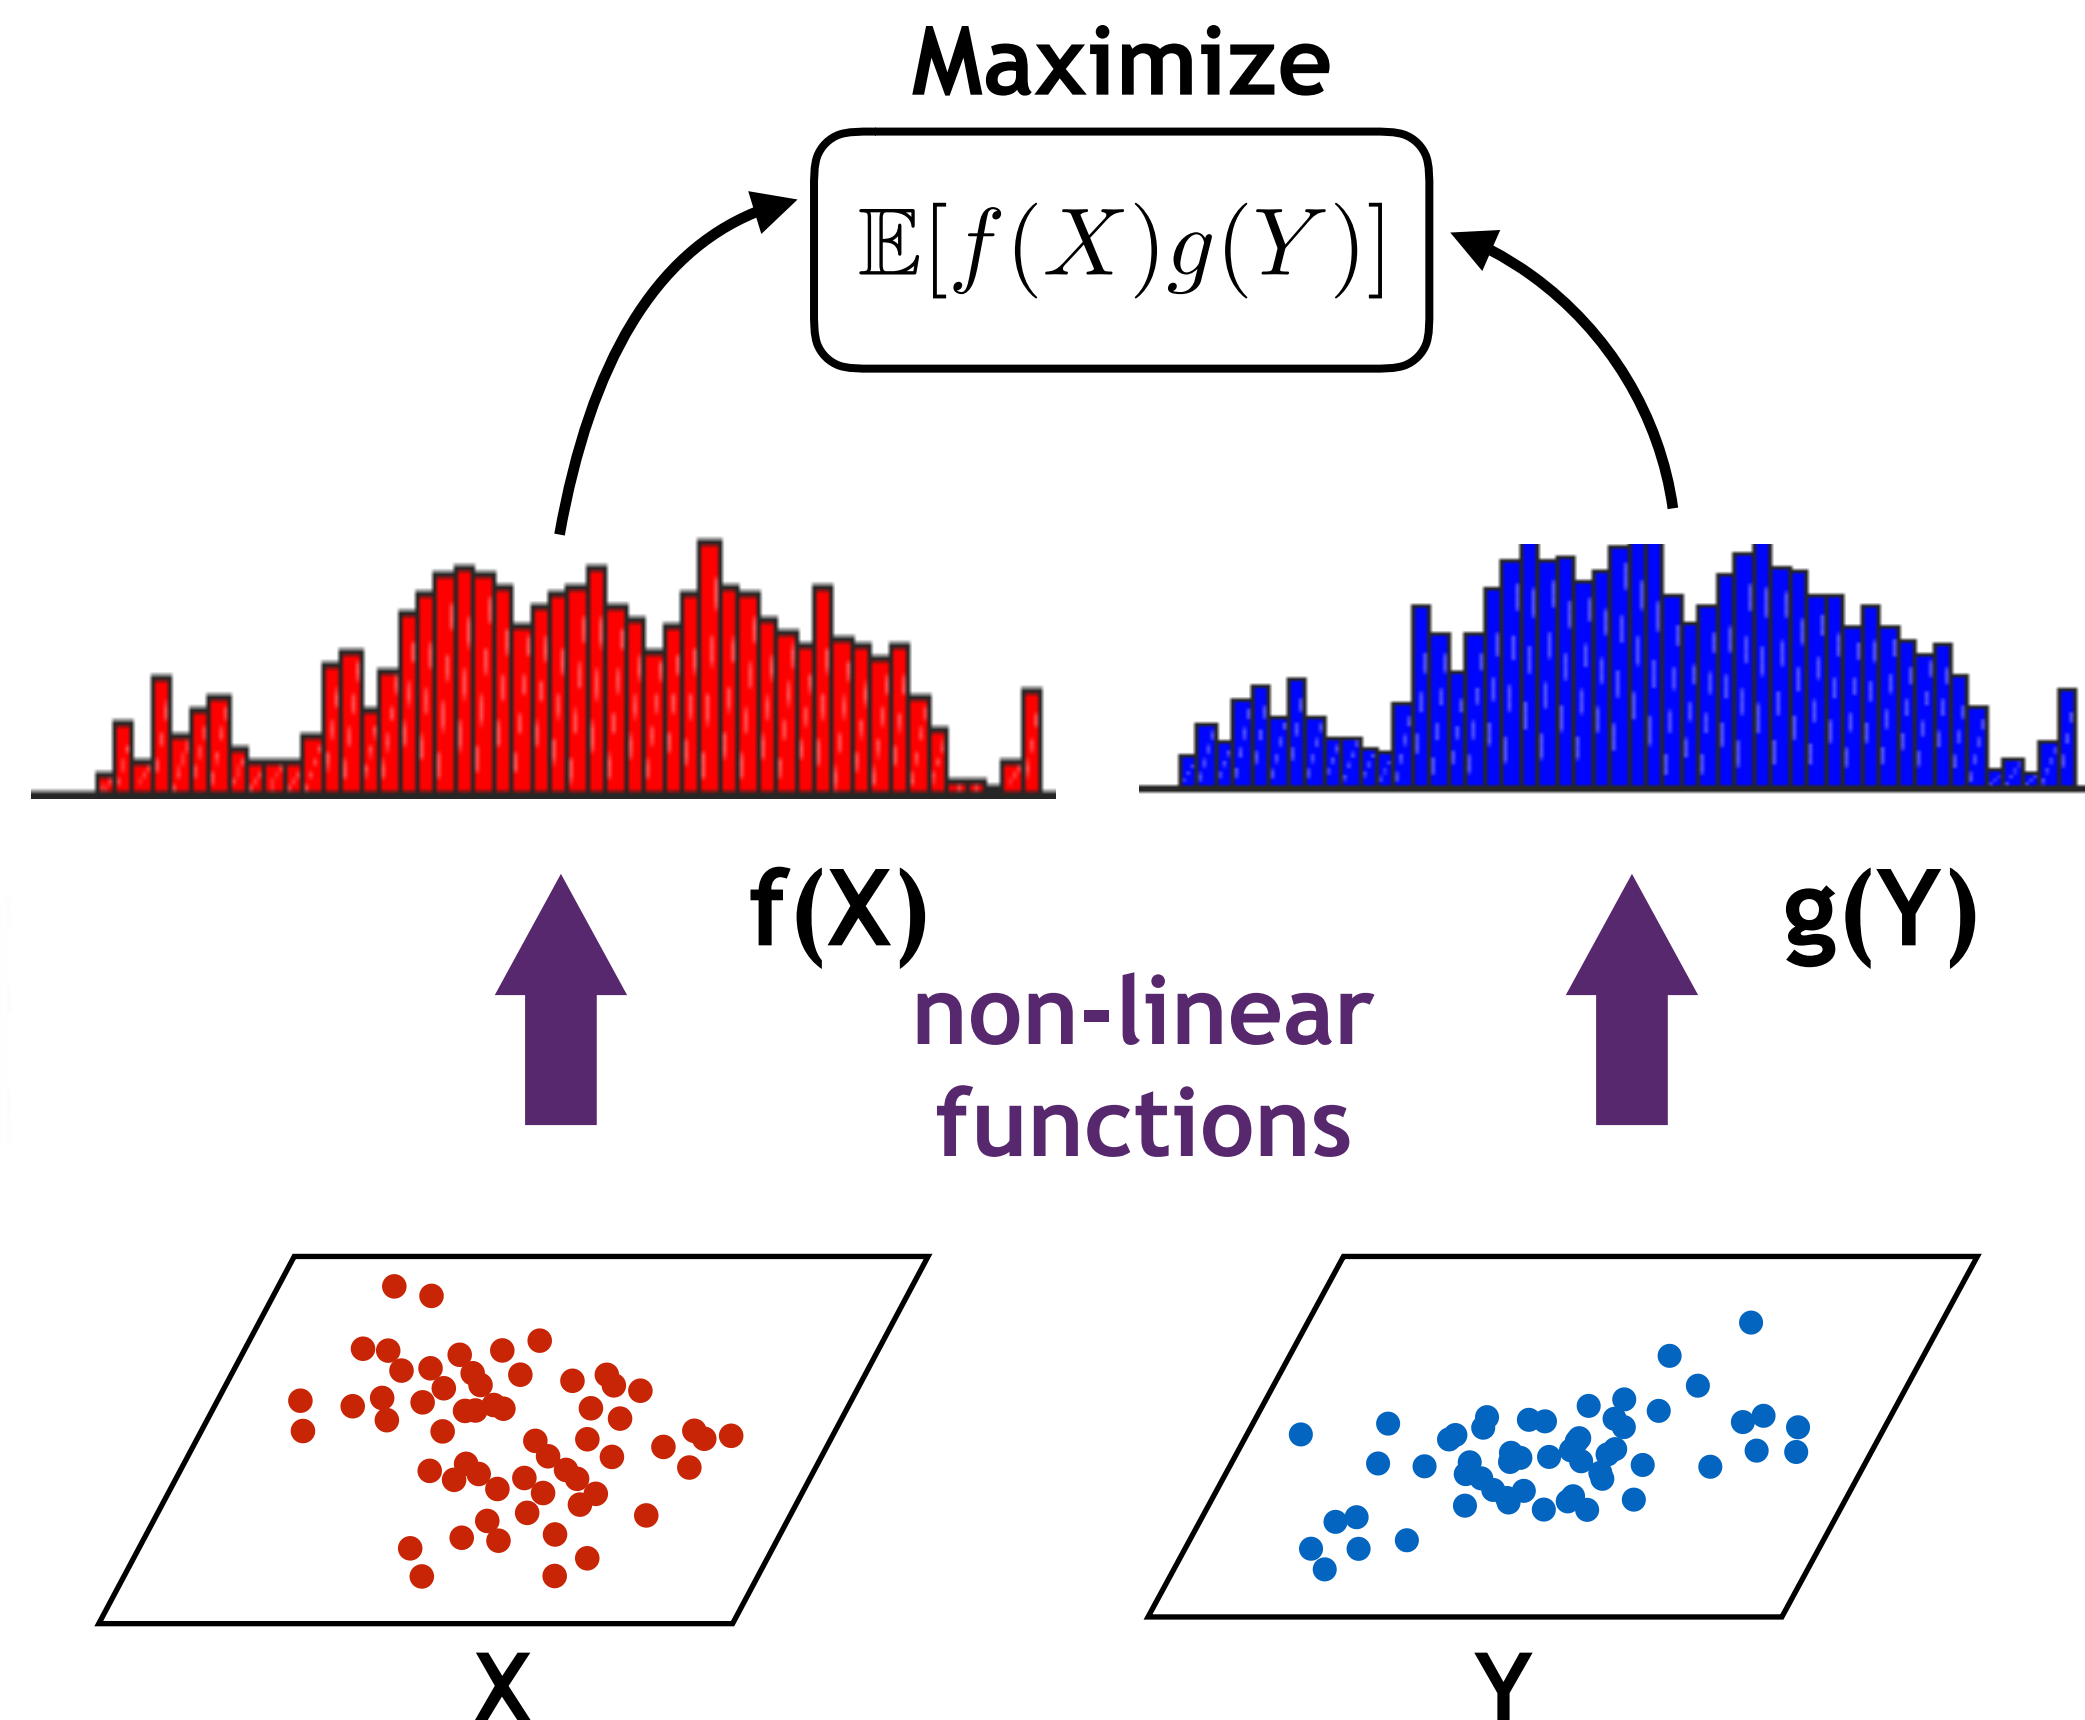 Maximize
𝔼[f(X)g(Y)]
f(X)
g(Y)
non-linear
functions
X
Y